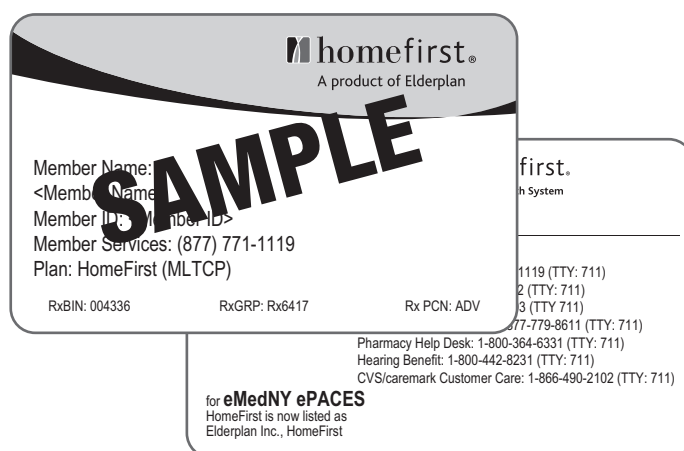 homefirst®
A product of Elderplan
SAMPLE
Member Name:
<Member Name
Member ID: <Member ID>
Member Services: (877) 771-1119
Plan: HomeFirst (MLTCP)
RxBIN: 004336 RxGRP: Rx6417 Rx PCN: ADV
first®
h System
1119 (TTY: 711)
2 (TTY: 711)
3 (TTY 711)
877-779-8611 (TTY: 711)
Pharmacy Help Desk: 1-800-364-6331 (TTY: 711)
Hearing Benefit: 1-800-442-8231 (TTY: 711)
CVS/caremark Customer Care: 1-866-490-2102 (TTY: 711)
for eMedNY ePACES
HomeFirst is now listed as
Elderplan Inc., HomeFirst